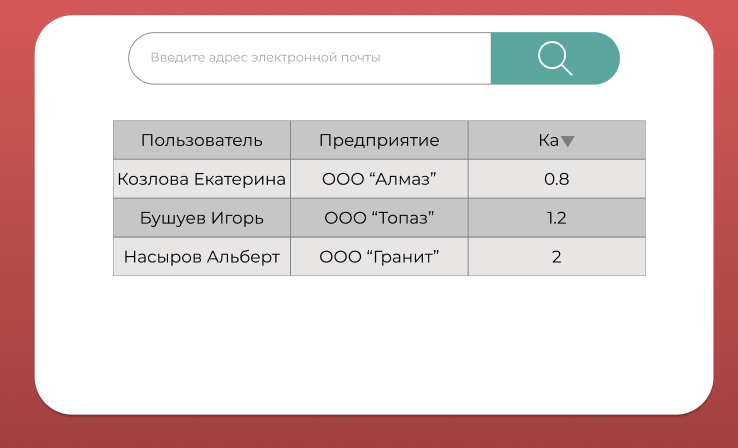 Введите адрес электронной почты
Пользователь Предприятие Ка
Козлова Екатерина ООО “Алмаз” 0.8
Бушуев Игорь ООО “Топаз” 1.2
Насыров Альберт ООО “Гранит” 2